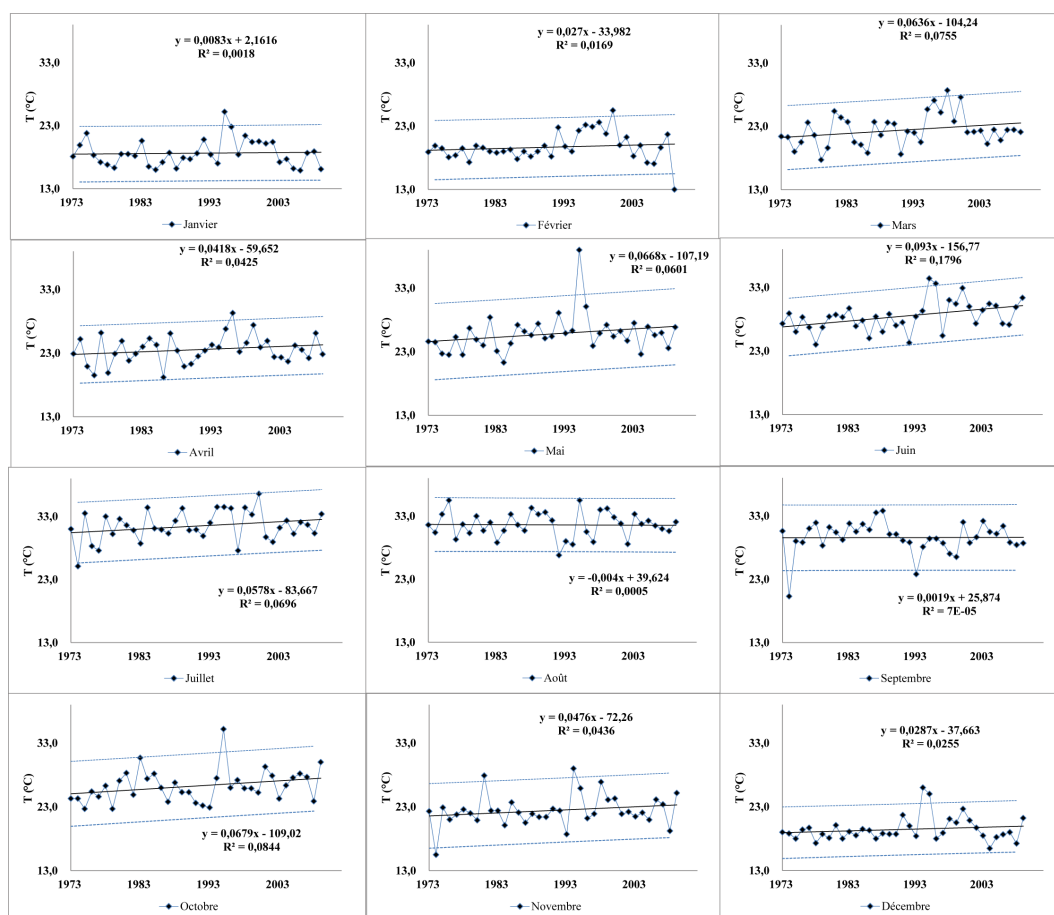 y = 0,0083x + 2,1616
R² = 0,0018
T (°C)
33,0
23,0
13,0
1973 1983 1993 2003
Janvier
y = 0,027x - 33,982
R² = 0,0169
T (°C)
33,0
23,0
13,0
1973 1983 1993 2003
Février
y = 0,0636x - 104,24
R² = 0,0755
T (°C)
33,0
23,0
13,0
1973 1983 1993 2003
Mars
y = 0,0418x - 59,652
R² = 0,0425
T (°C)
33,0
23,0
13,0
1973 1983 1993 2003
Avril
y = 0,0668x - 107,19
R² = 0,0601
T (°C)
33,0
23,0
13,0
1973 1983 1993 2003
Mai
y = 0,093x - 156,77
R² = 0,1796
T (°C)
33,0
23,0
13,0
1973 1983 1993 2003
Juin
T (°C)
33,0
23,0
13,0
y = 0,0578x - 83,667
R² = 0,0696
1973 1983 1993 2003
Juillet
T (°C)
33,0
23,0
13,0
y = -0,004x + 39,624
R² = 0,0005
1973 1983 1993 2003
Août
T (°C)
33,0
23,0
13,0
y = 0,0019x + 25,874
R² = 7E-05
1973 1983 1993 2003
Septembre
T (°C)
33,0
23,0
13,0
y = 0,0679x - 109,02
R² = 0,0844
1973 1983 1993 2003
Octobre
y = 0,0476x - 72,26
R² = 0,0436
T (°C)
33,0
23,0
13,0
1973 1983 1993 2003
Novembre
y = 0,0287x - 37,663
R² = 0,0255
T (°C)
33,0
23,0
13,0
1973 1983 1993 2003
Décembre